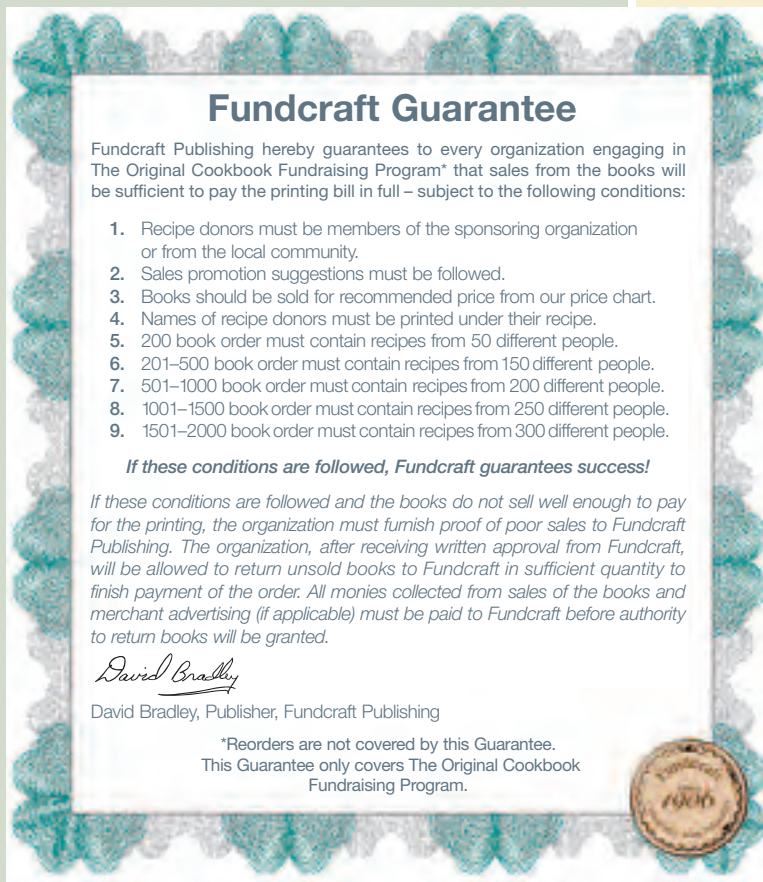 Fundcraft Guarantee
Fundcraft Publishing hereby guarantees to every organization engaging in
The Original Cookbook Fundraising Program* that sales from the books will
be sufficient to pay the printing bill in full – subject to the following conditions:
1. Recipe donors must be members of the sponsoring organization
or from the local community.
2. Sales promotion suggestions must be followed.
3. Books should be sold for recommended price from our price chart.
4. Names of recipe donors must be printed under their recipe.
5. 200 book order must contain recipes from 50 different people.
6. 201–500 book order must contain recipes from 150 different people.
7. 501–1000 book order must contain recipes from 200 different people.
8. 1001–1500 book order must contain recipes from 250 different people.
9. 1501–2000 book order must contain recipes from 300 different people.
If these conditions are followed, Fundcraft guarantees success!
If these conditions are followed and the books do not sell well enough to pay
for the printing, the organization must furnish proof of poor sales to Fundcraft
Publishing. The organization, after receiving written approval from Fundcraft,
will be allowed to return unsold books to Fundcraft in sufficient quantity to
finish payment of the order. All monies collected from sales of the books and
merchant advertising (if applicable) must be paid to Fundcraft before authority
to return books will be granted.
David Bradley
David Bradley, Publisher, Fundcraft Publishing
*Reorders are not covered by this Guarantee.
This Guarantee only covers The Original Cookbook
Fundraising Program.
Fundcraft